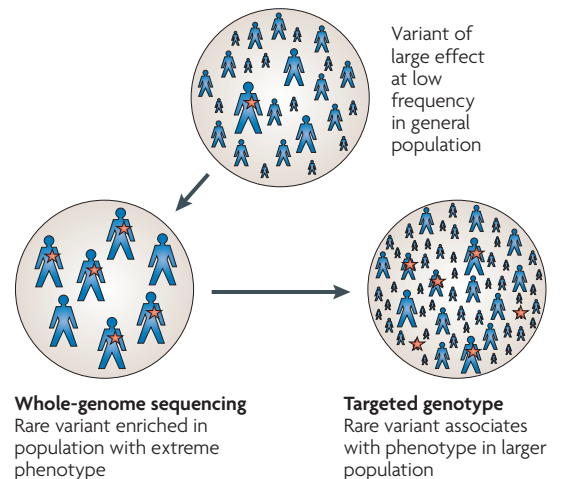 Variant of
large effect
at low
frequency
in general
population
Whole-genome sequencing
Rare variant enriched in
population with extreme
phenotype
Targeted genotype
Rare variant associates
with phenotype in larger
population